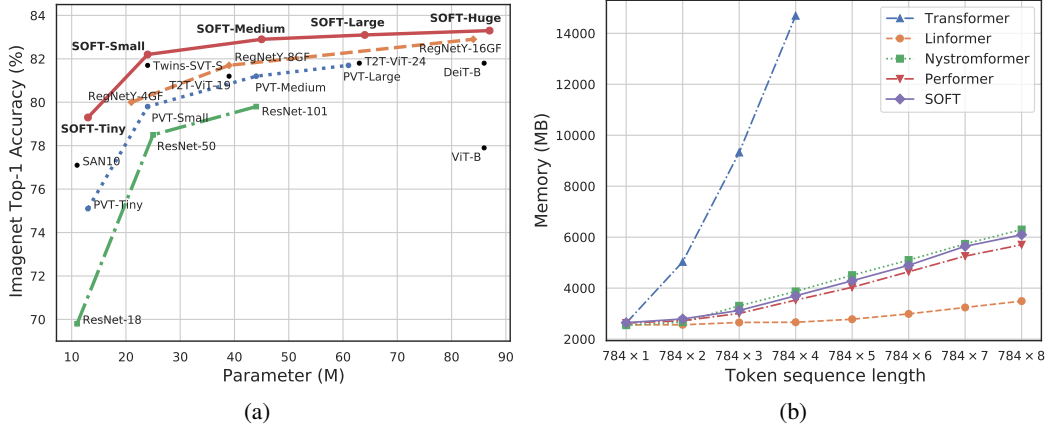 84
82
80
78
76
74
72
70
10
20
30
40
50
60
70
80
90
Imagenet Top-1 Accuracy (%)
Parameter (M)
SOFT-Huge
SOFT-Large
SOFT-Medium
SOFT-Small
RegNetY-16GF
RegNetY-8GF
Twins-SVT-S
T2T-ViT-24
DeiT-B
PVT-Large
T2T-ViT-19
PVT-Medium
RegNetY-4GF
ResNet-101
PVT-Small
SOFT-Tiny
ResNet-50
ViT-B
SAN10
PVT-Tiny
ResNet-18
(a)
14000
12000
10000
8000
6000
4000
2000
784 × 1
784 × 2
784 × 3
784 × 4
784 × 5
784 × 6
784 × 7
784 × 8
Memory (MB)
Token sequence length
Transformer
Linformer
Nystromformer
Performer
SOFT
(b)